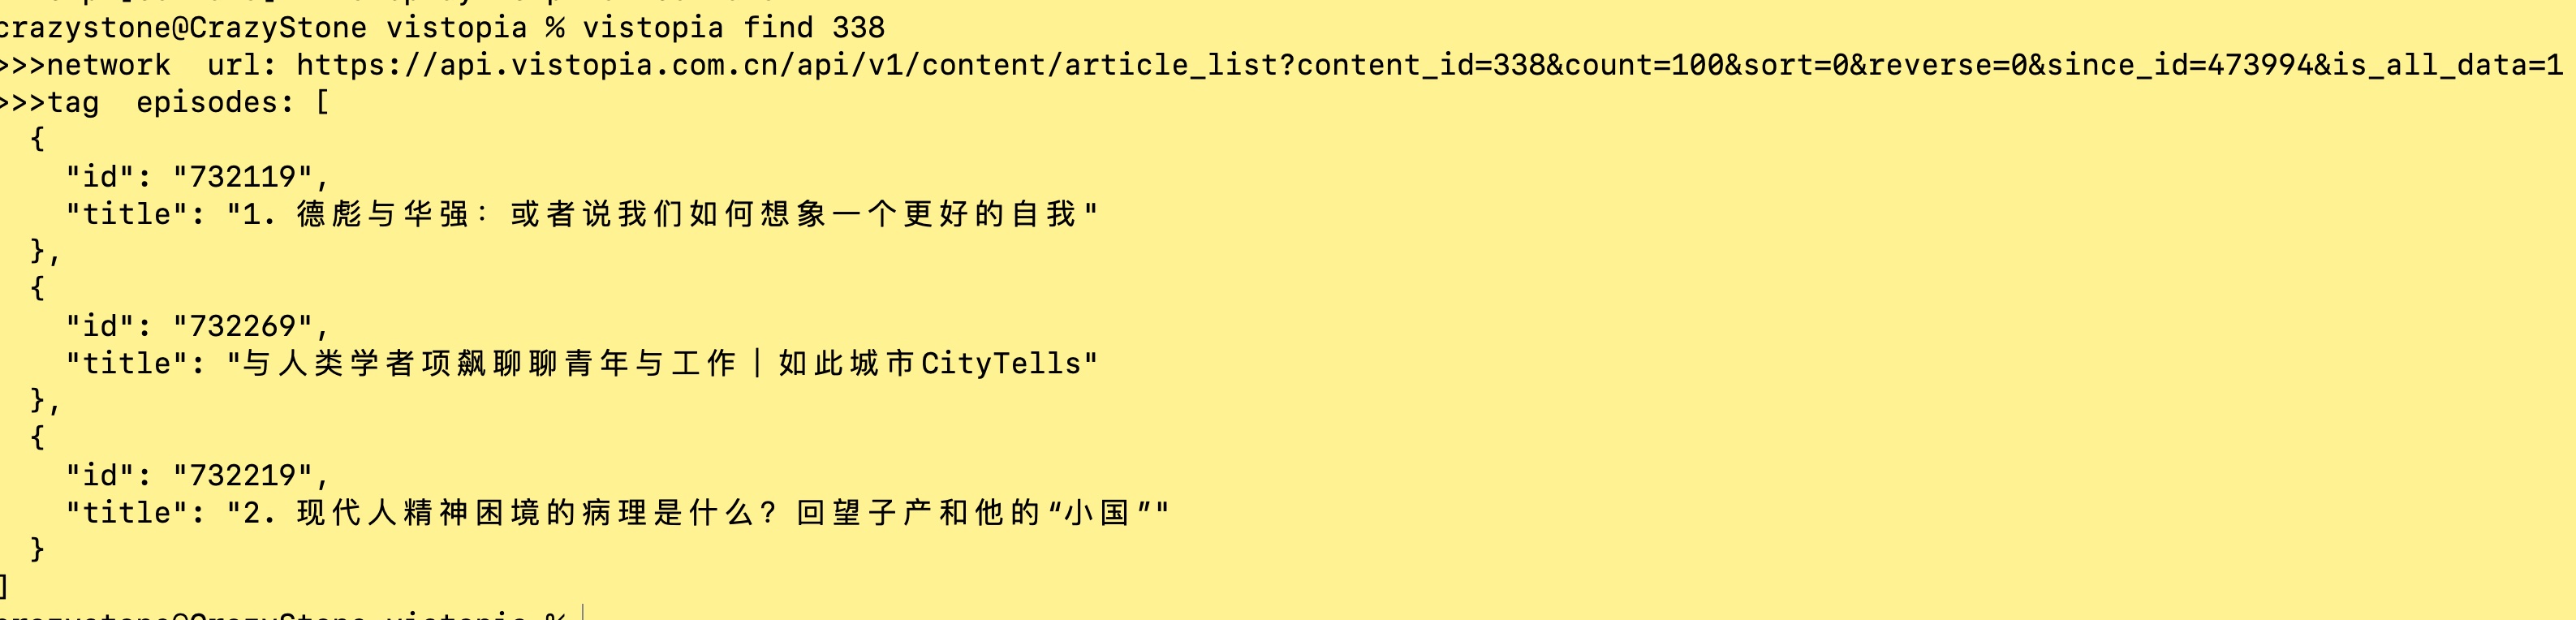 crazystone@CrazyStone vistopia % vistopia find 338
>>>network  url: https://api.vistopia.com.cn/api/v1/content/article_list?content_id=338&count=100&sort=0&reverse=0&since_id=473994&is_all_data=1
>>>tag  episodes: [
  {
    "id": "732119",
    "title": "1. 德彪与华强：或者说我们如何想象一个更好的自我"
  },
  {
    "id": "732269",
    "title": "与人类学者项飙聊聊青年与工作｜如此城市CityTells"
  },
  {
    "id": "732219",
    "title": "2. 现代人精神困境的病理是什么？回望子产和他的“小国”"
  }
]
crazystone@CrazyStone vistopia %